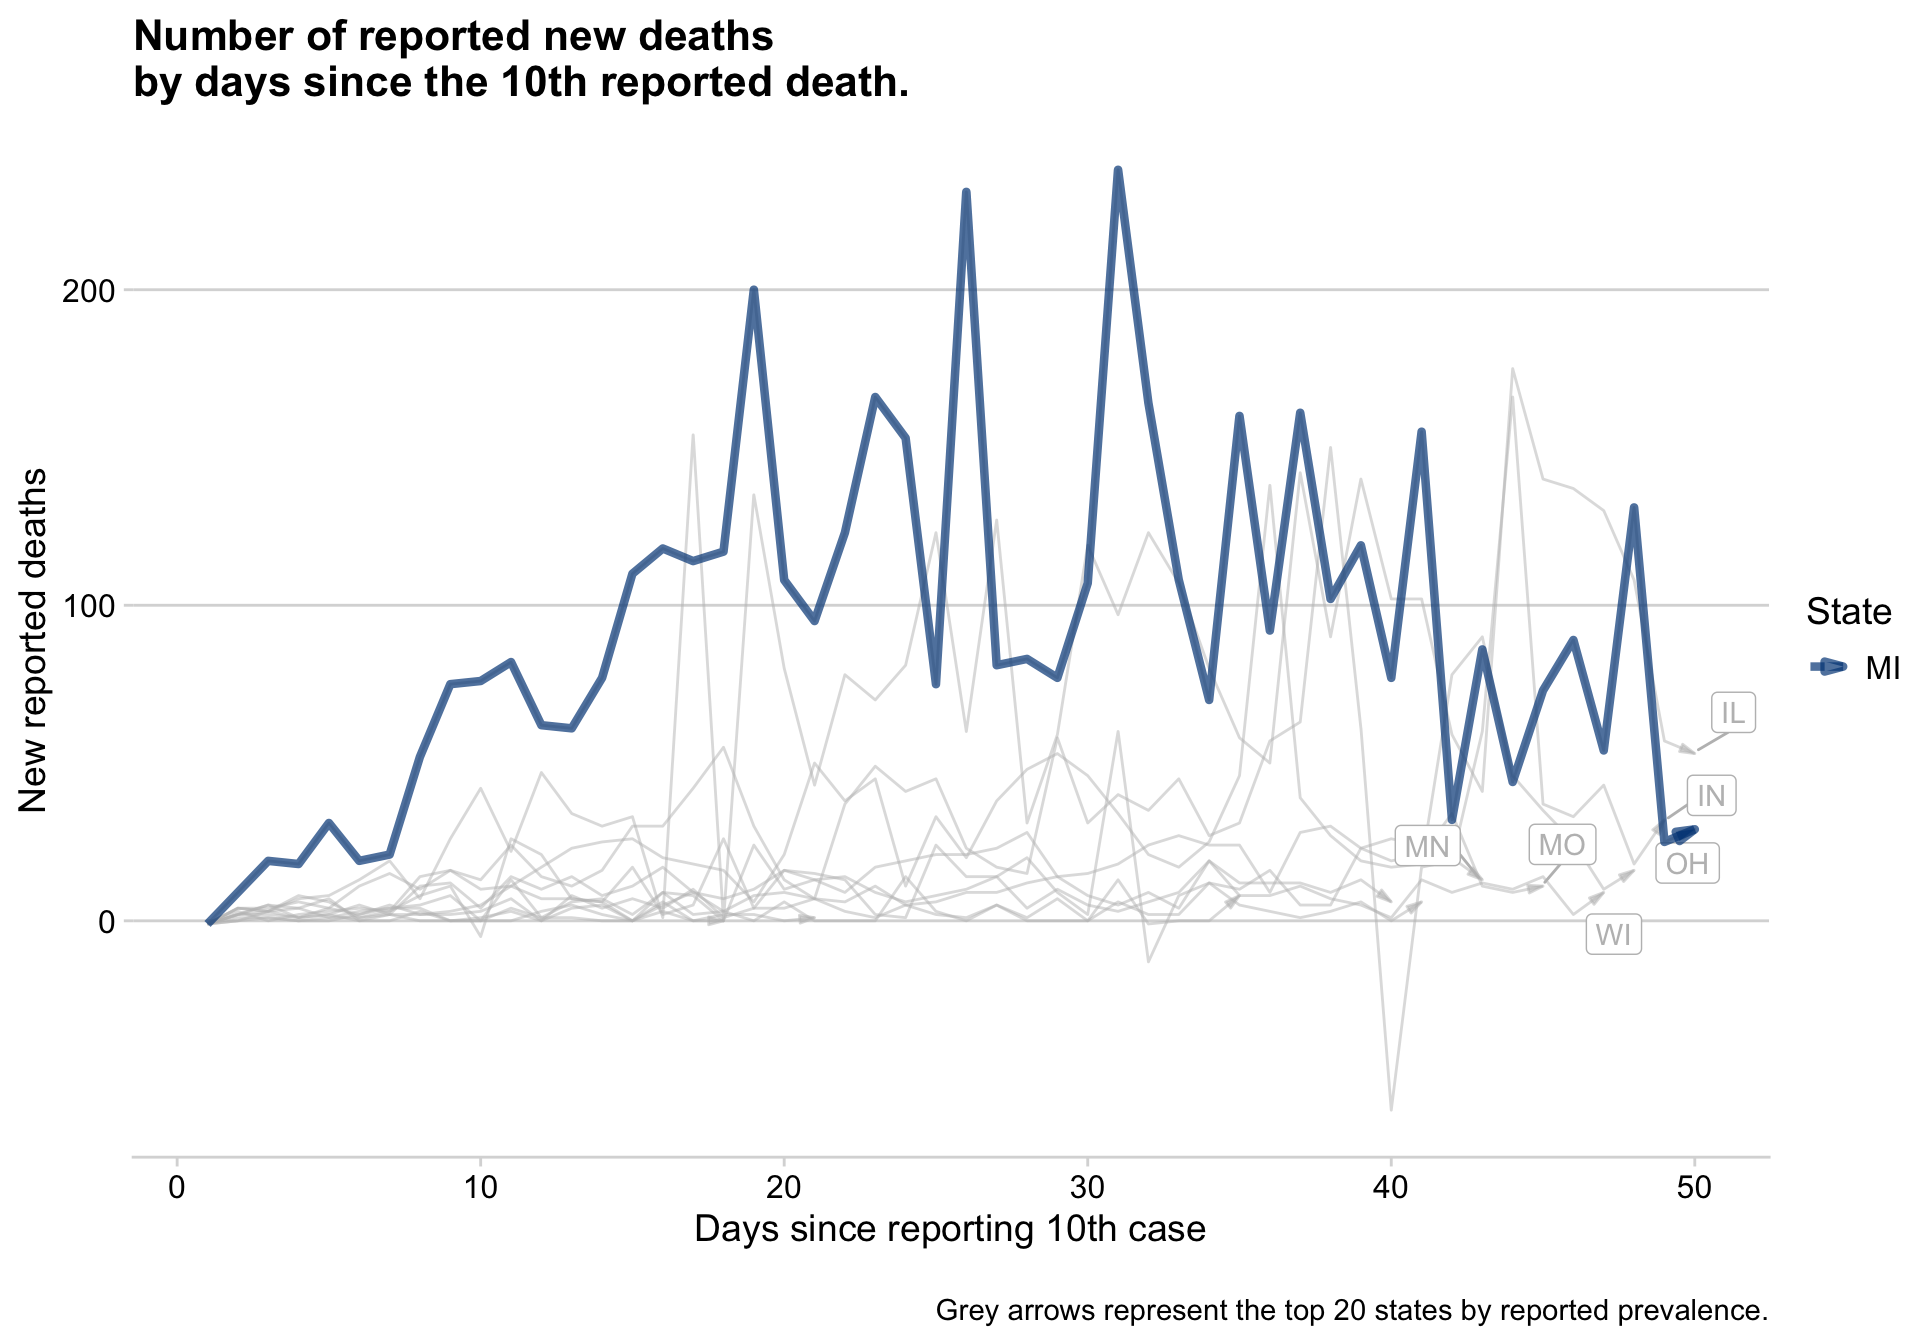 Number of reported new deaths
by days since the 10th reported death.
New reported deaths
200
100
0
IL
IN
MN
MO
OH
WI
State
MI
0 10 20 30 40 50
Days since reporting 10th case
Grey arrows represent the top 20 states by reported prevalence.